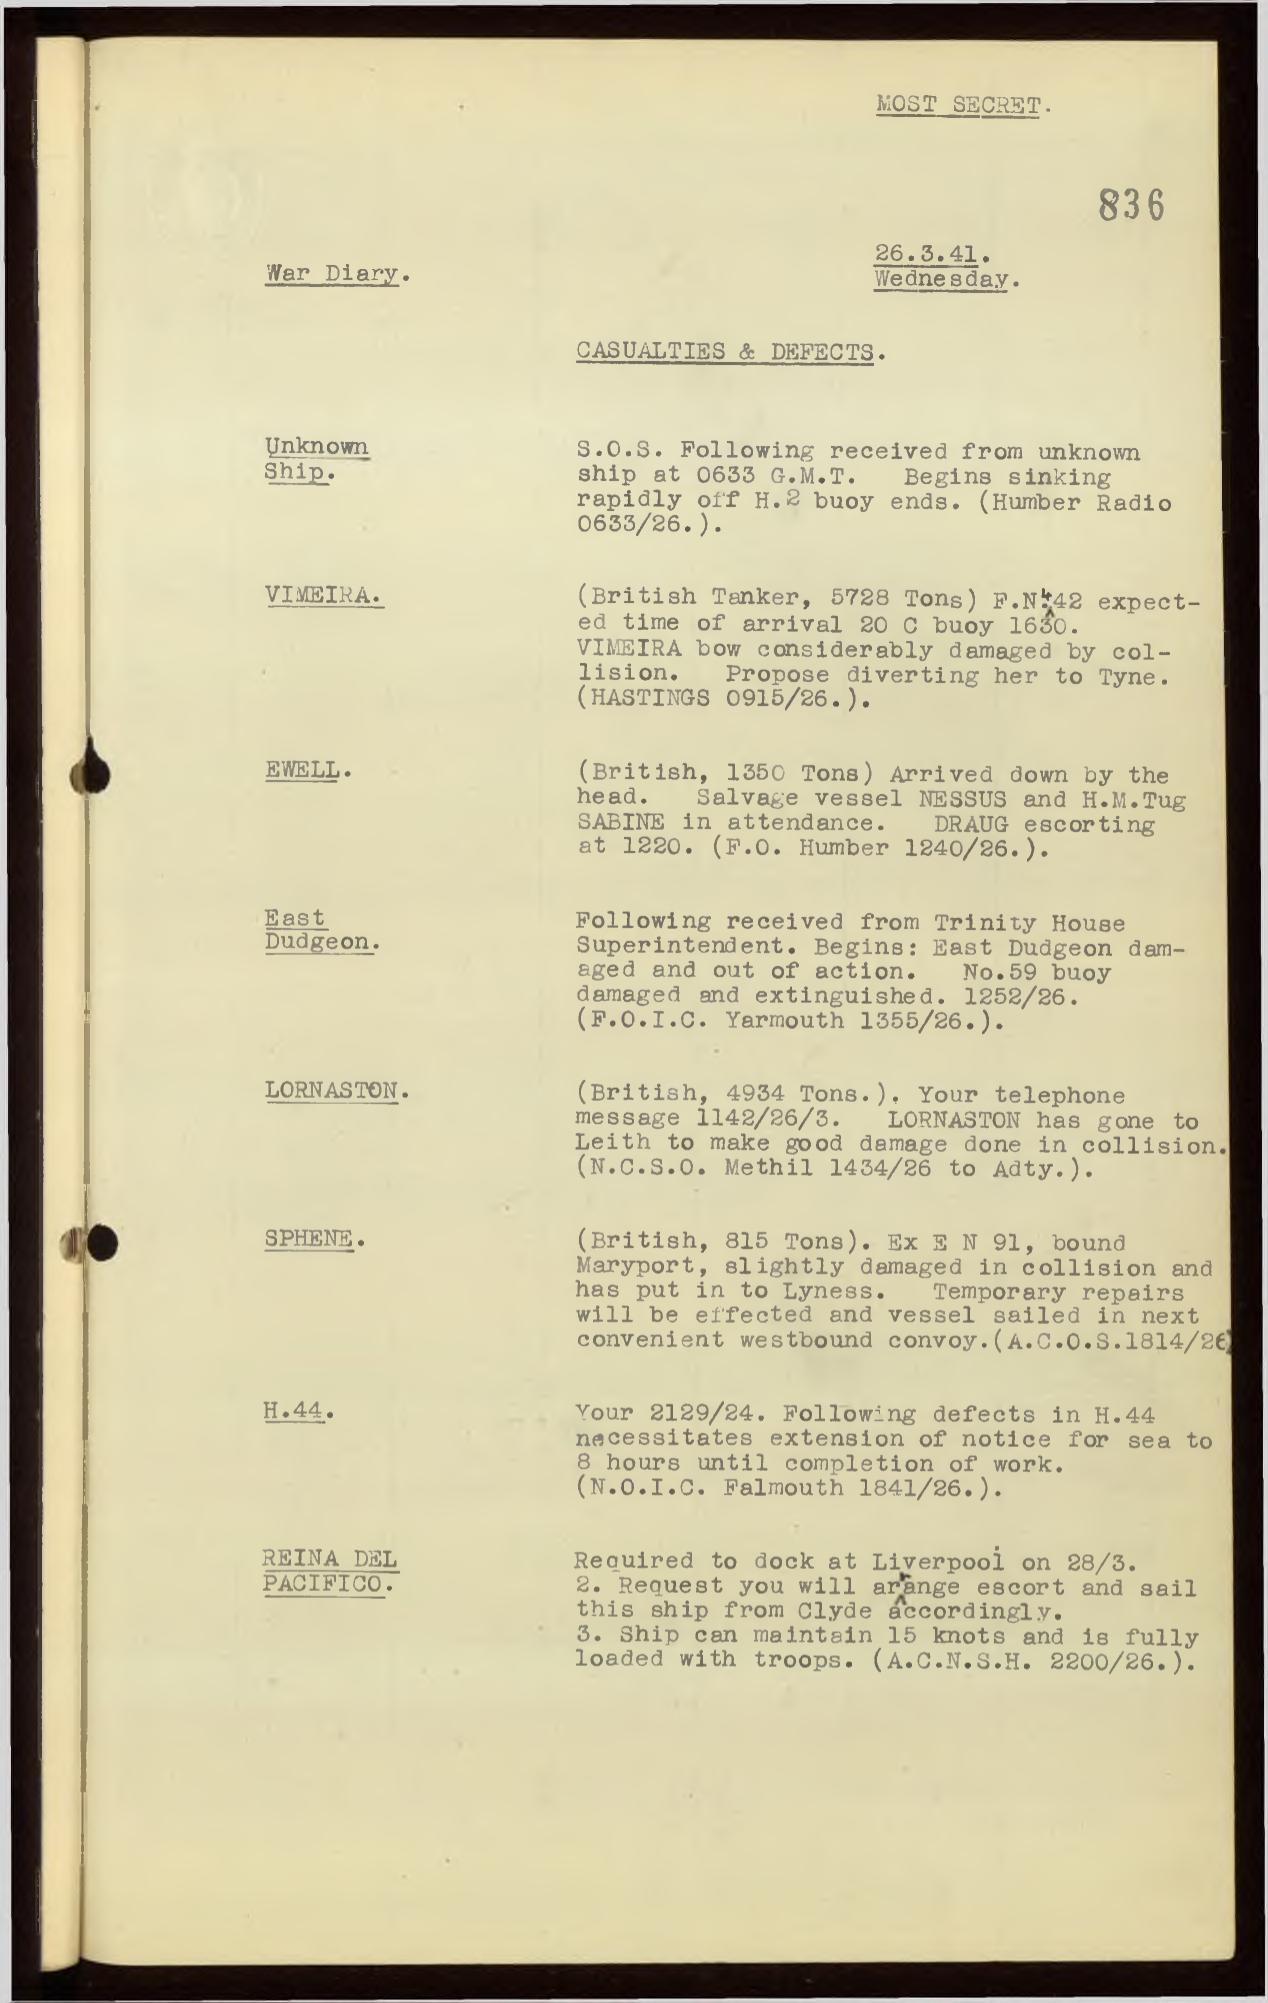 MOST SECRET.
836
26.3.41.
War Diary.
Wednesday.
CASUALTIES & DEFECTS.
Unknown
Ship.
S.O.S. Following received from unknown
ship at 0633 G.M.T. Begins sinking
rapidly off H.2 buoy ends. (Humber Radio
0633/26.).
VIMEIRA.
(British Tanker, 5728 Tons) F.N. 42 expect-
ed time of arrival 20 C buoy 1630.
VIMEIRA bow considerably damaged by col-
lision. Propose diverting her to Tyne.
(HASTINGS 0915/26.).
EWELL.
(British, 1350 Tons) Arrived down by the
head. Salvage vessel NESSUS and H.M.Tug
SABINE in attendance. DRAUG escorting
at 1220. (F.O. Humber 1240/26.).
East
Dudgeon.
Following received from Trinity House
Superintendent. Begins: East Dudgeon dam-
aged and out of action. No.59 buoy
damaged and extinguished. 1252/26.
(F.O.I.C. Yarmouth 1355/26.).
LORNASTON.
(British, 4934 Tons.). Your telephone
message 1142/26/3. LORNASTON has gone to
Leith to make good damage done in collision.
(N.C.S.O. Methil 1434/26 to Adty.).
SPHENE.
(British, 815 Tons). Ex E N 91, bound
Maryport, slightly damaged in collision and
has put in to Lyness. Temporary repairs
will be effected and vessel sailed in next
convenient westbound convoy.(A.C.O.S.1814/26)
H.44.
Your 2129/24. Following defects in H.44
necessitates extension of notice for sea to
8 hours until completion of work.
(N.O.I.C. Falmouth 1841/26.).
REINA DEL
PACIFICO.
Required to dock at Liverpool on 28/3.
2. Request you will arrange escort and sail
this ship from Clyde accordingly.
3. Ship can maintain 15 knots and is fully
loaded with troops. (A.C.N.S.H. 2200/26.).